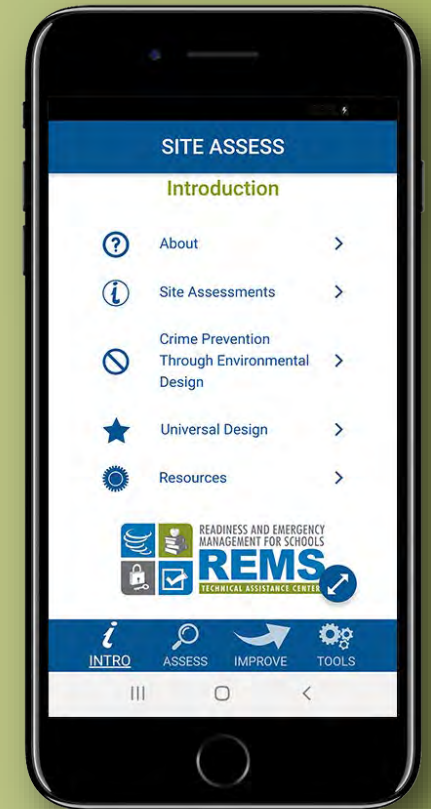 SITE ASSESS
Introduction
About
Site Assessments
Crime Prevention
Through Environmental
Design
Universal Design
Resources
READINESS AND EMERGENCY
MANAGEMENT FOR SCHOOLS
REMS
TECHNICAL ASSISTANCE CENTER
INTRO ASSESS IMPROVE TOOLS